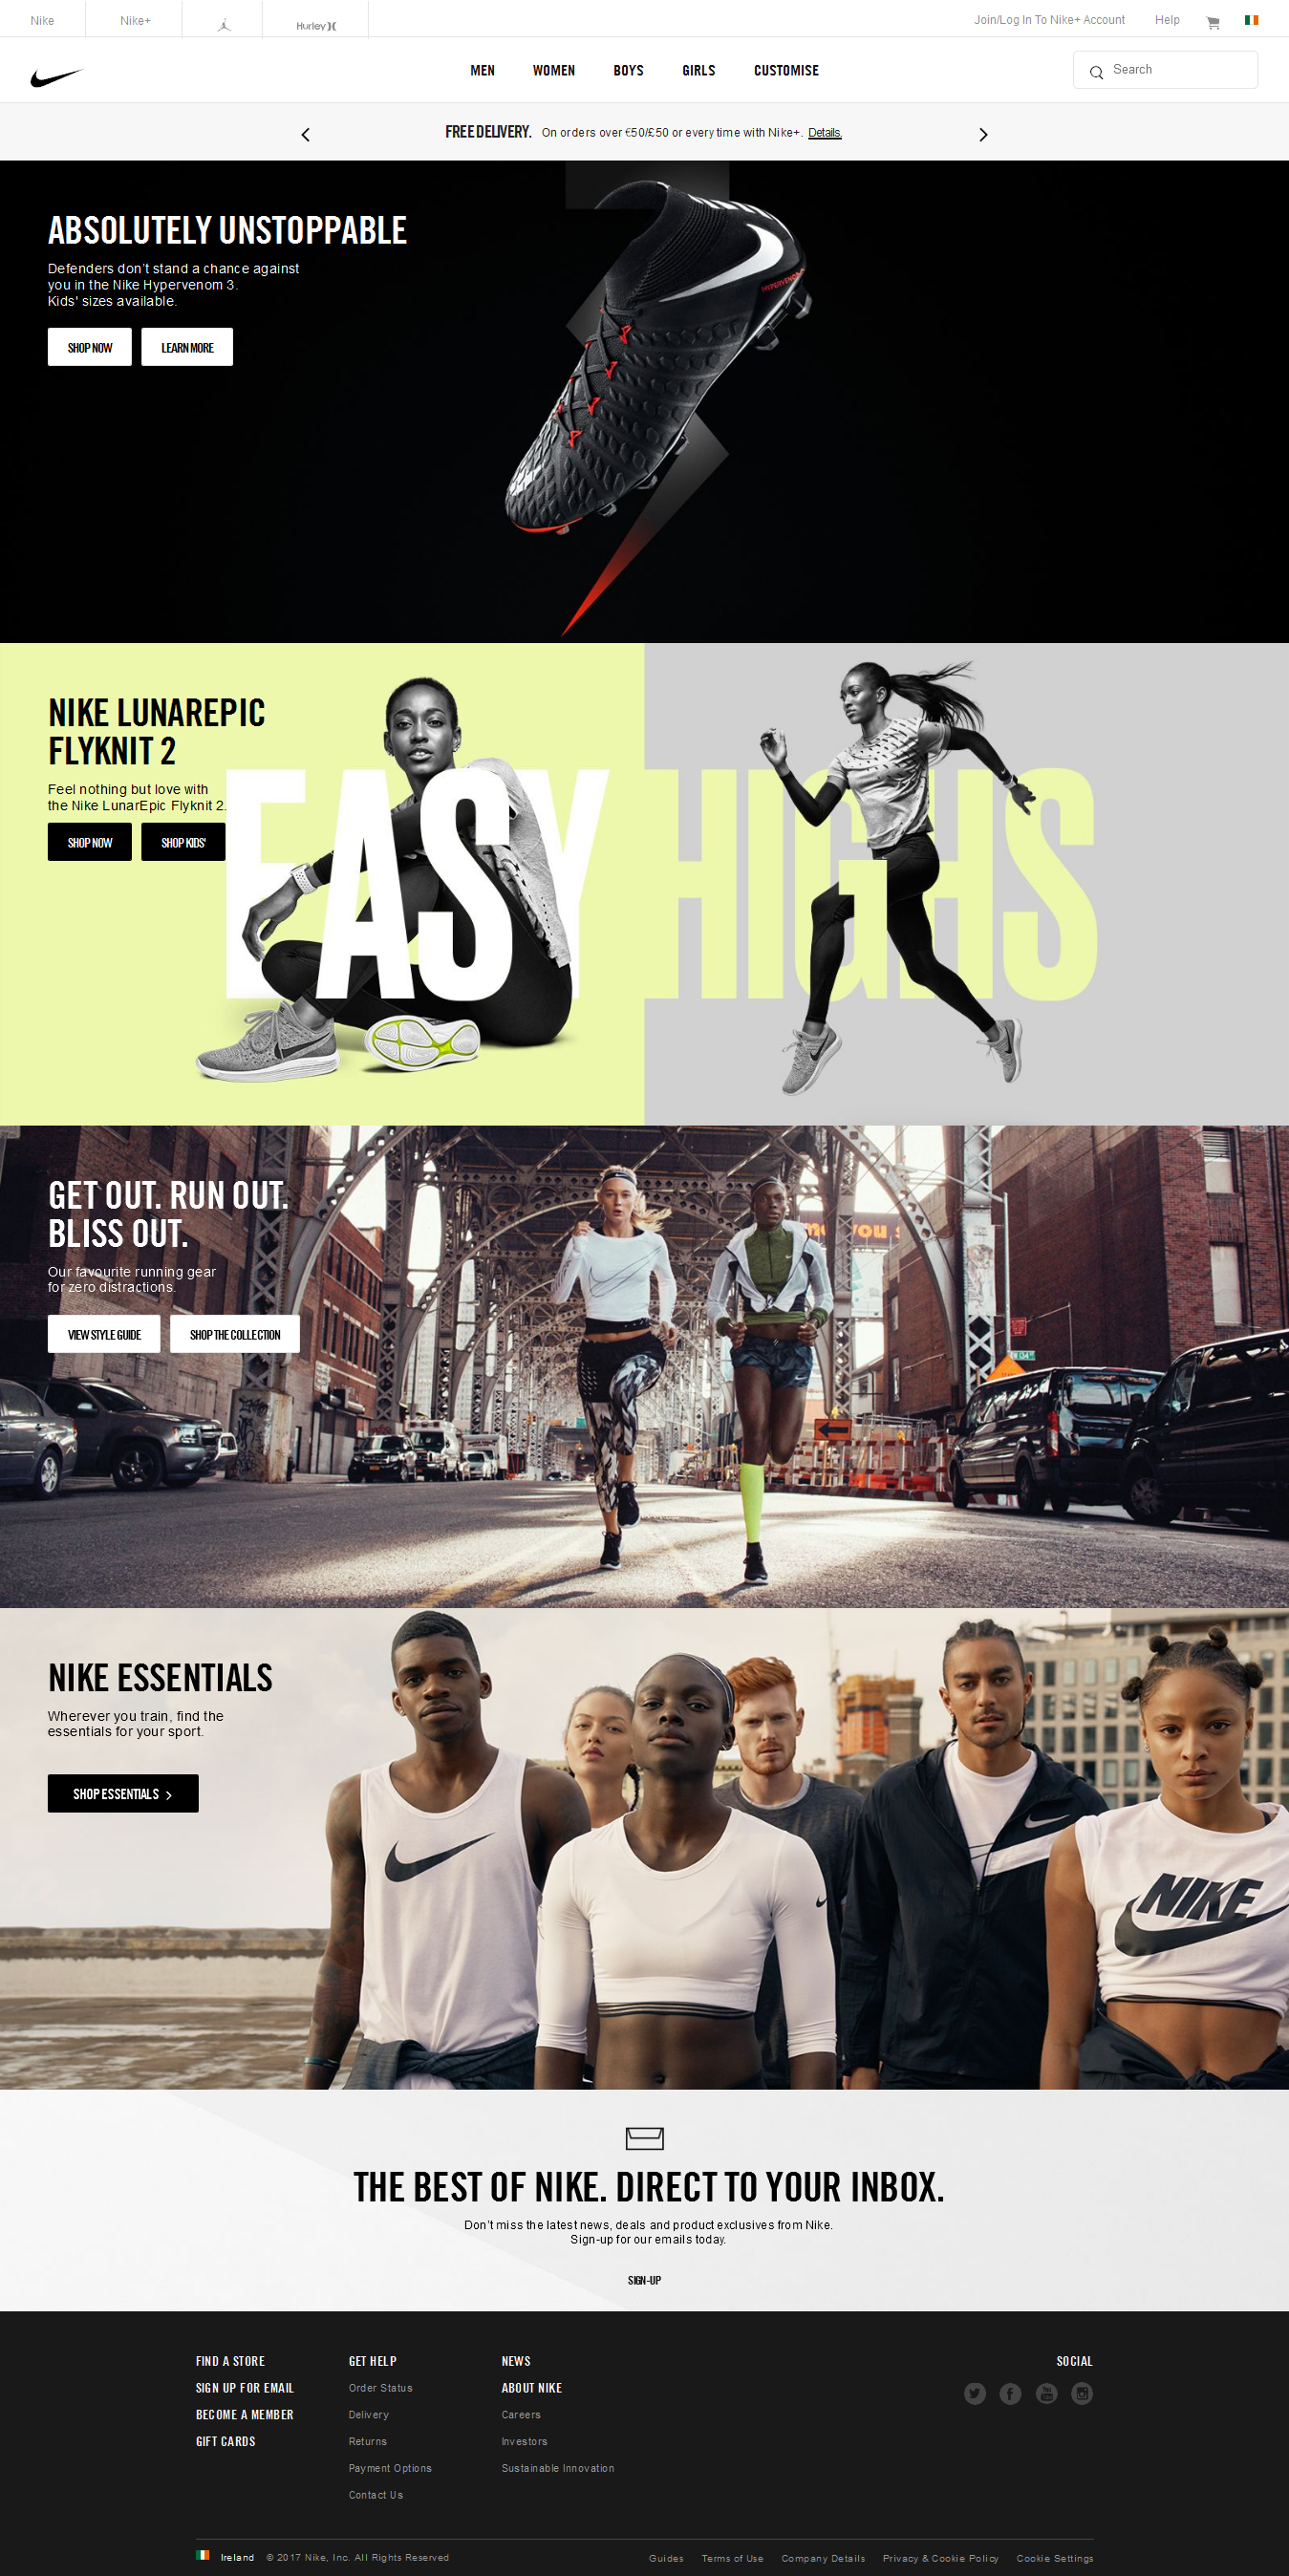 Nike
Nike+
Hurley
Join/Log In To Nike+ Account
Help
MEN
WOMEN
BOYS
GIRLS
CUSTOMISE
Search
FREE DELIVERY. On orders over €50/£50 or every time with Nike+. Details.
ABSOLUTELY UNSTOPPABLE
Defenders don't stand a chance against
you in the Nike Hypervenom 3.
Kids' sizes available.
SHOP NOW
LEARN MORE
HYPERVENOM
NIKE LUNAREPIC
FLYKNIT 2
Feel nothing but love with
the Nike LunarEpic Flyknit 2.
SHOP NOW
SHOP KIDS'
EASY HIGHS
GET OUT. RUN OUT.
BLISS OUT.
Our favourite running gear
for zero distractions.
VIEW STYLE GUIDE
SHOP THE COLLECTION
you
NIKE ESSENTIALS
Wherever you train, find the
essentials for your sport.
SHOP ESSENTIALS
NIKE
THE BEST OF NIKE. DIRECT TO YOUR INBOX.
Don't miss the latest news, deals and product exclusives from Nike.
Sign-up for our emails today.
SIGN-UP
FIND A STORE
SIGN UP FOR EMAIL
BECOME A MEMBER
GIFT CARDS
GET HELP
Order Status
Delivery
Returns
Payment Options
Contact Us
NEWS
ABOUT NIKE
Careers
Investors
Sustainable Innovation
SOCIAL
Ireland
© 2017 Nike, Inc. All Rights Reserved
Guides
Terms of Use
Company Details
Privacy & Cookie Policy
Cookie Settings